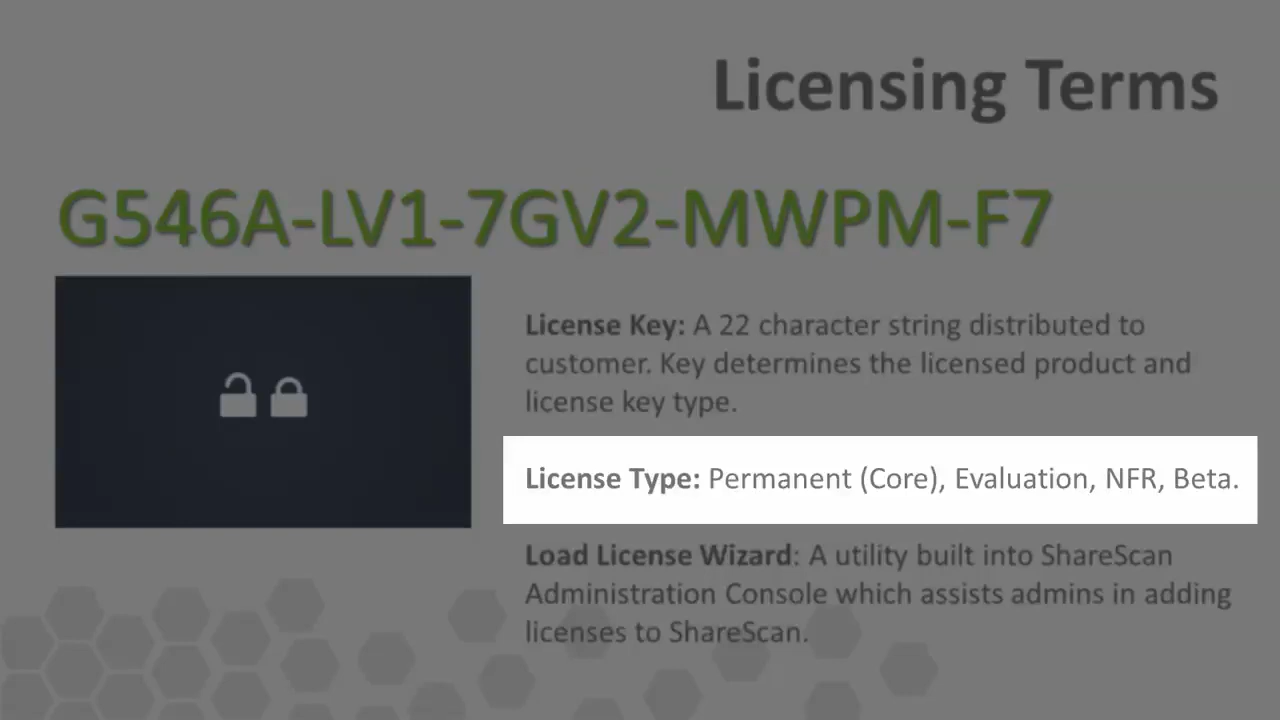 Licensing Terms
G546A-LV1-7GV2-MWPM-F7
License Key: A 22 character string distributed to
customer. Key determines the licensed product and
license key type.
License Type: Permanent (Core), Evaluation, NFR, Beta.
Load License Wizard: A utility built into ShareScan
Administration Console which assists admins in adding
licenses to ShareScan.